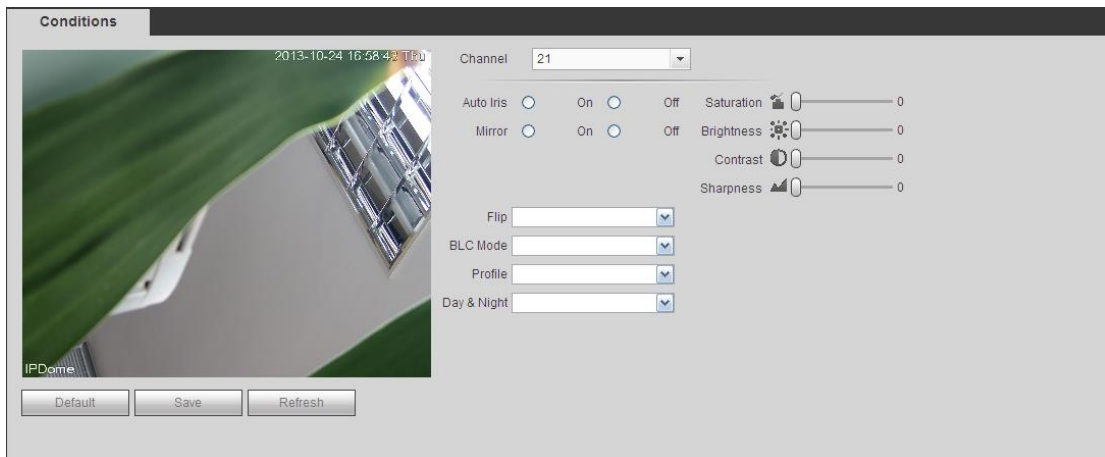 Conditions
2013-10-24 16:58:43 Thu
Channel 21
Auto Iris On Off Saturation 0
Mirror On Off Brightness 0
Contrast 0
Sharpness 0
Flip
BLC Mode
Profile
Day & Night
IPDome
Default Save Refresh